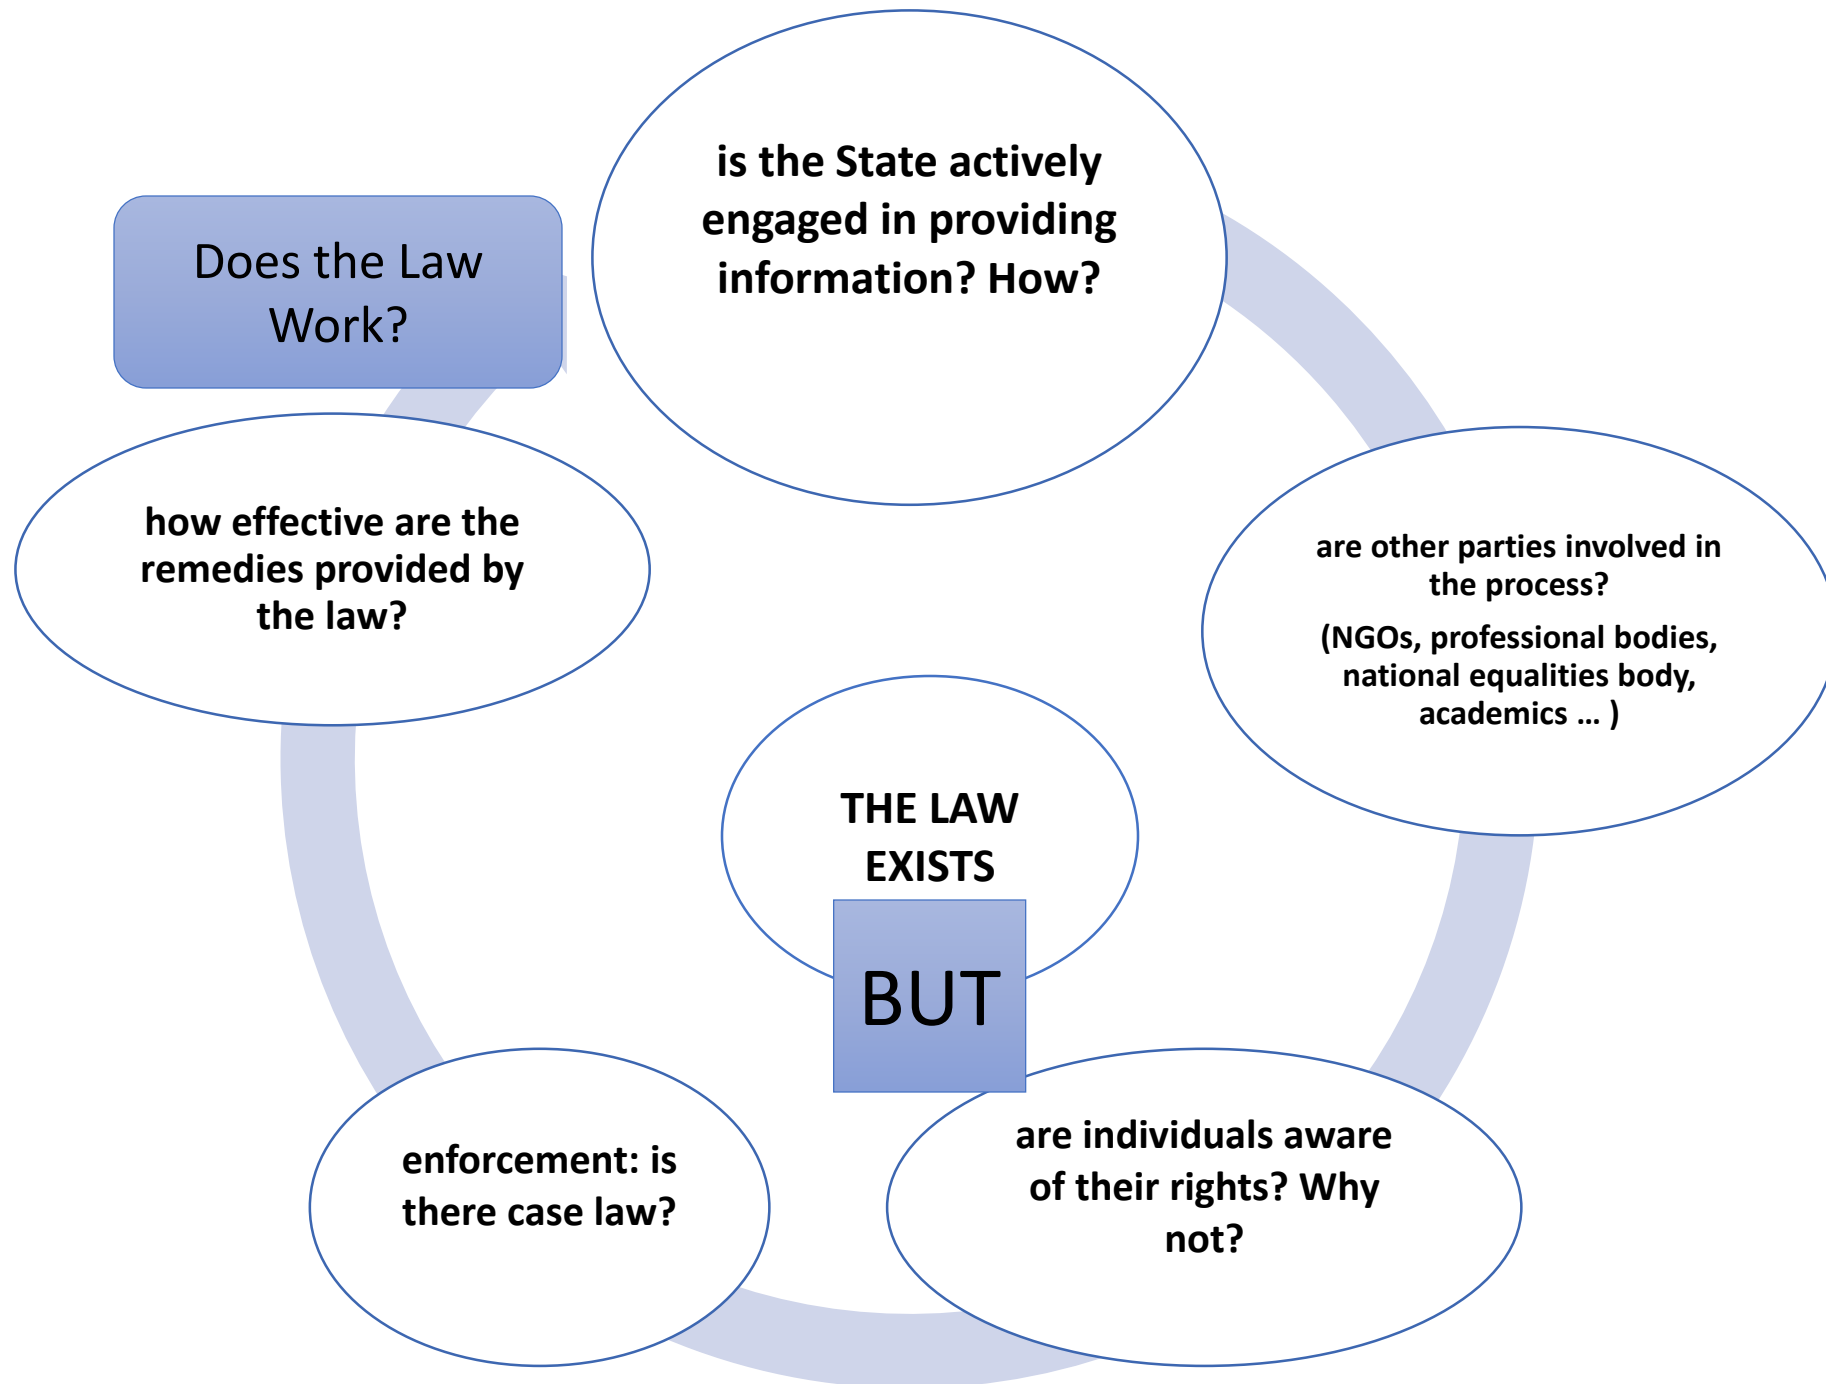 Does the Law
Work?
is the State actively
engaged in providing
information? How?
are other parties involved in
the process?
(NGOs, professional bodies,
national equalities body,
academics ... )
are individuals aware
of their rights? Why
not?
enforcement: is
there case law?
how effective are the
remedies provided by
the law?
THE LAW
EXISTS
BUT